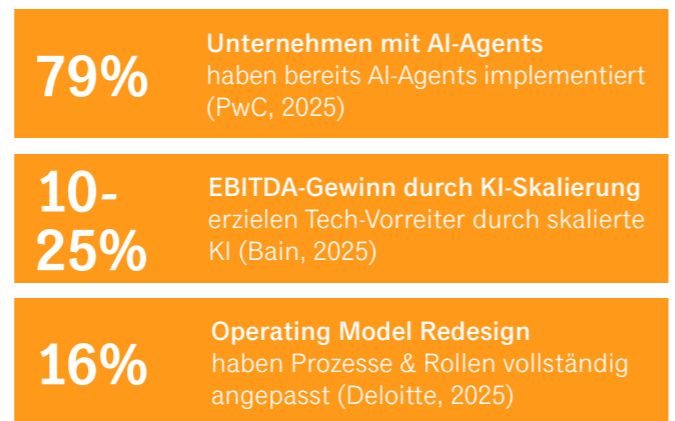 79%
Unternehmen mit AI-Agents
haben bereits AI-Agents implementiert
(PwC, 2025)
10-
25%
EBITDA-Gewinn durch KI-Skalierung
erzielen Tech-Vorreiter durch skalierte
KI (Bain, 2025)
16%
Operating Model Redesign
haben Prozesse & Rollen vollständig
angepasst (Deloitte, 2025)